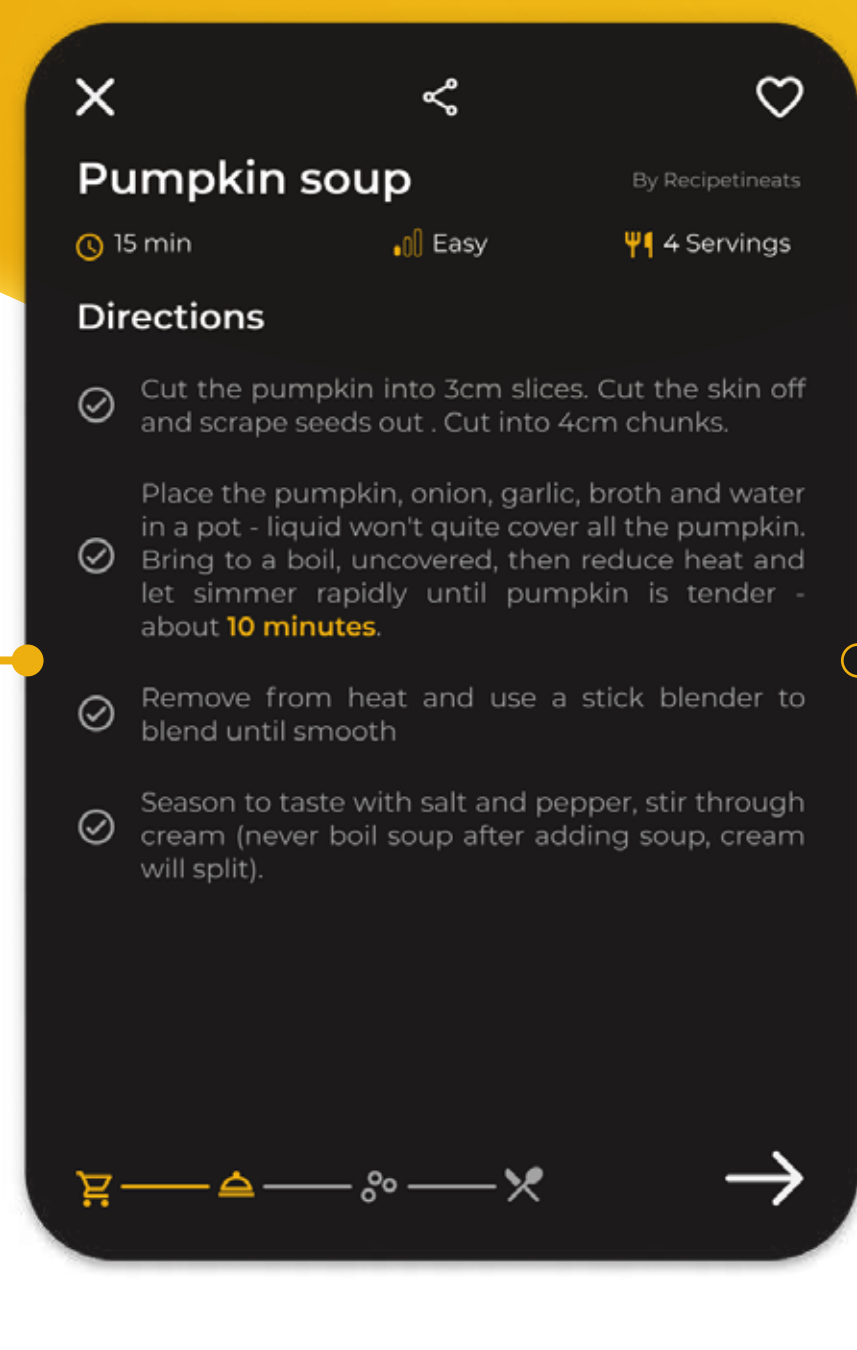 Pumpkin soup
By Recipetineats
15 min
Easy
4 Servings
Directions
Cut the pumpkin into 3cm slices. Cut the skin off
and scrape seeds out . Cut into 4cm chunks.
Place the pumpkin, onion, garlic, broth and water
in a pot - liquid won't quite cover all the pumpkin.
Bring to a boil, uncovered, then reduce heat and
let simmer rapidly until pumpkin is tender -
about 10 minutes.
Remove from heat and use a stick blender to
blend until smooth
Season to taste with salt and pepper, stir through
cream (never boil soup after adding soup, cream
will split).